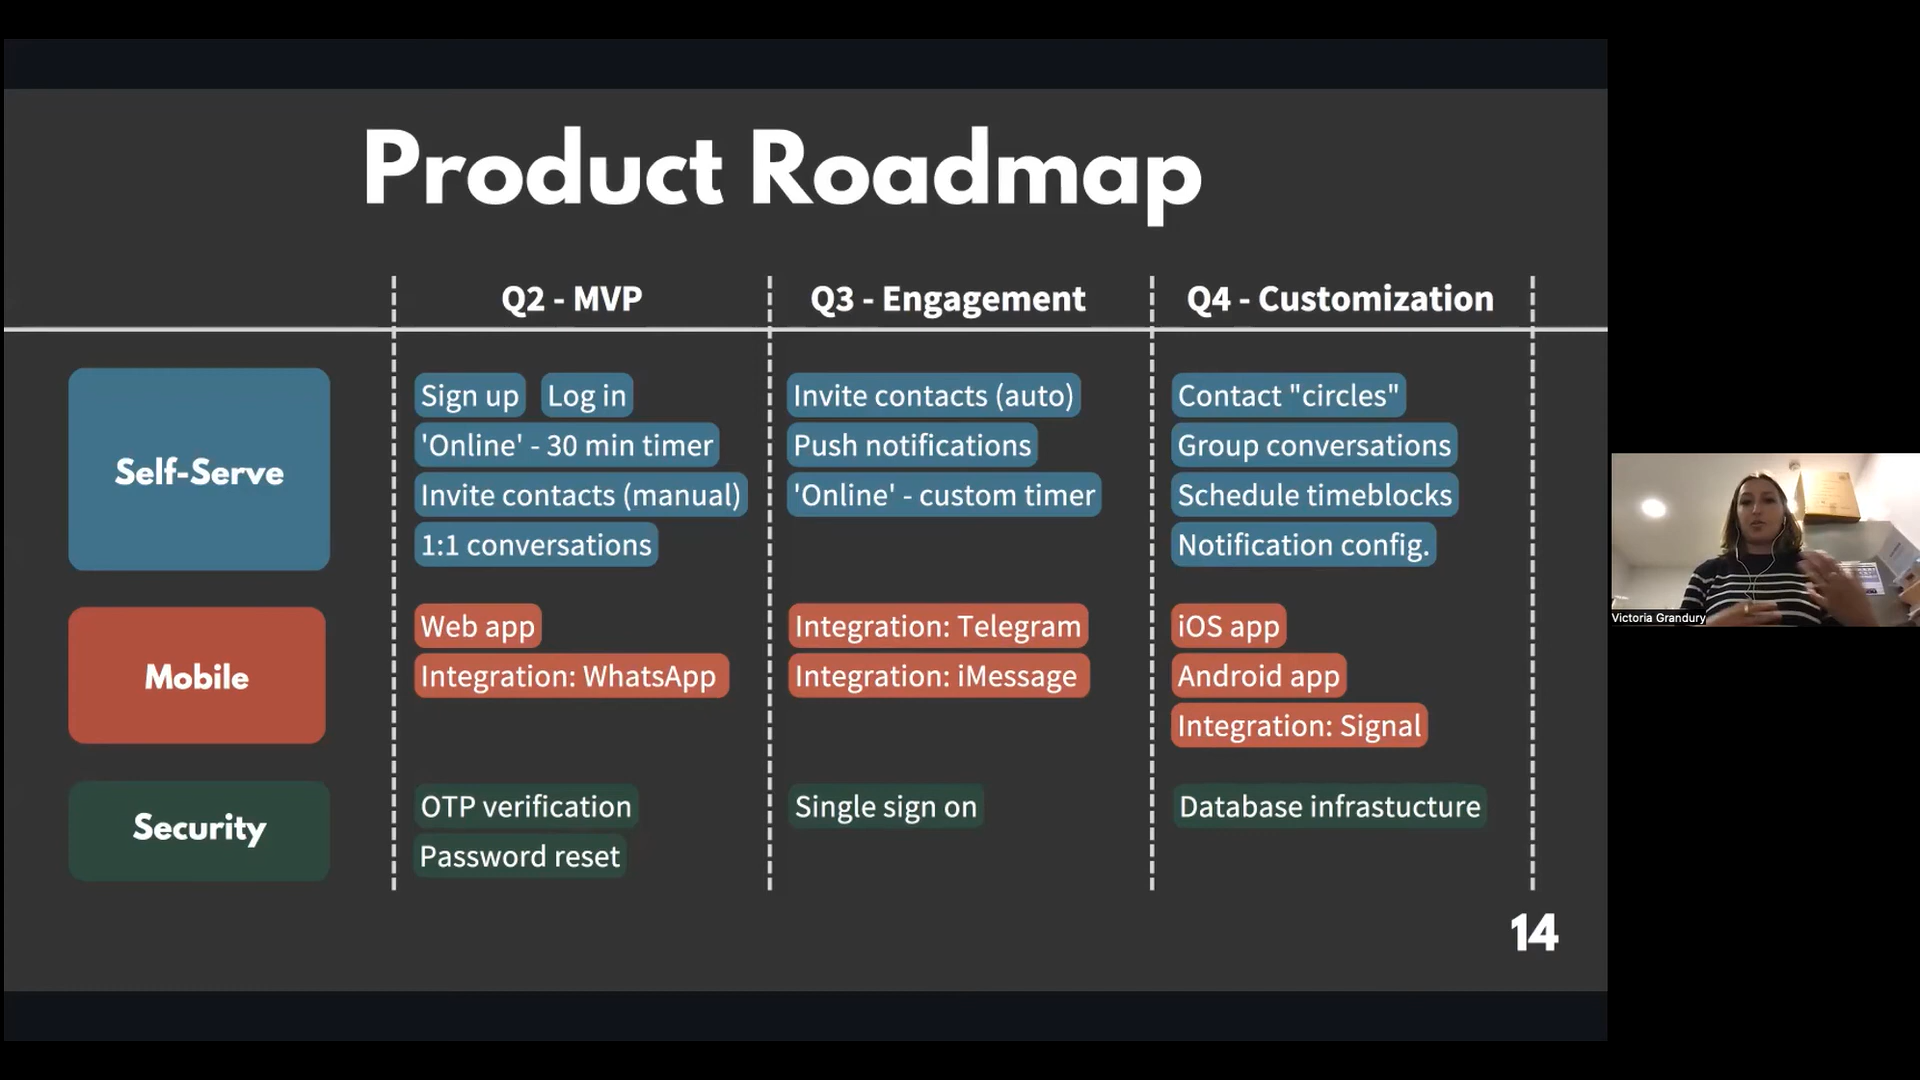 Product Roadmap
Q2 - MVP
Q3 - Engagement
Q4 - Customization
Self-Serve
Sign up
Log in
'Online' - 30 min timer
Invite contacts (manual)
1:1 conversations
Invite contacts (auto)
Push notifications
'Online' - custom timer
Contact "circles"
Group conversations
Schedule timeblocks
Notification config.
Mobile
Web app
Integration: WhatsApp
Integration: Telegram
Integration: iMessage
iOS app
Android app
Integration: Signal
Security
OTP verification
Password reset
Single sign on
Database infrastucture
14
Victoria Grandury